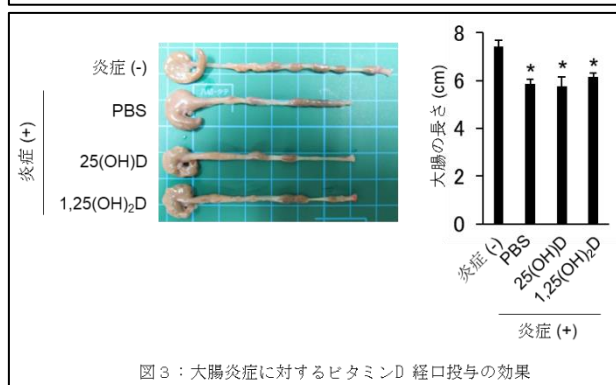 炎症 (-)
炎症 (+)
PBS
25(OH)D
1,25(OH)₂D
大腸の長さ (cm)
8
6
4
2
0
*
*
*
炎症 (-)
PBS
25(OH)D
1,25(OH)₂D
炎症 (+)
図３：大腸炎症に対するビタミンD 経口投与の効果